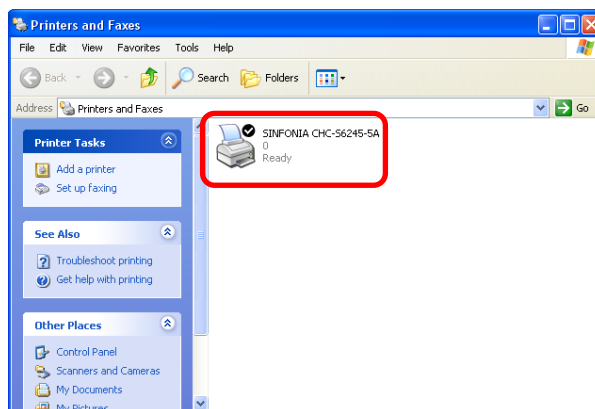 Printers and Faxes
File Edit View Favorites Tools Help
Back Search Folders
Address Printers and Faxes Go
Printer Tasks
Add a printer
Set up faxing
See Also
Troubleshoot printing
Get help with printing
Other Places
Control Panel
Scanners and Cameras
My Documents
My Pictures
SINFONIA CHC-S6245-5A
0
Ready